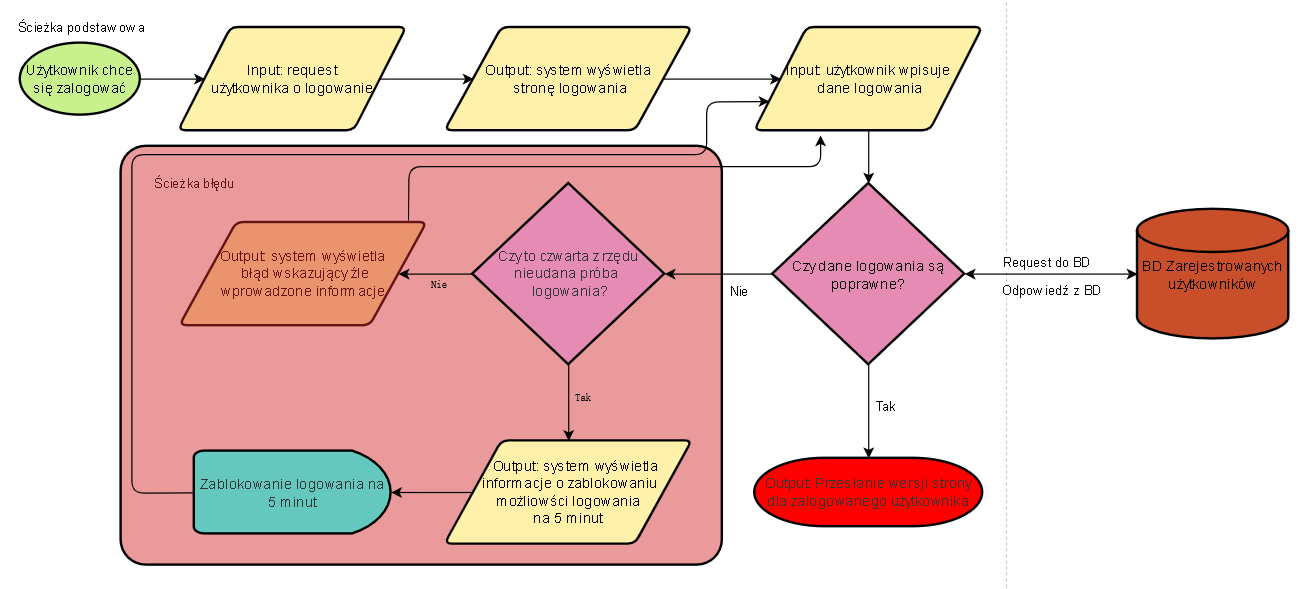 Ścieżka podstawowa
Użytkownik chce
się zalogować
Input: request
użytkownika o logowanie
Output: system wyświetla
stronę logowania
Input: użytkownik wpisuje
dane logowania
Ścieżka błędu
Output: system wyświetla
błąd wskazujący źle
wprowadzone informacje
Nie
Czy to czwarta z rzędu
nieudana próba
logowania?
Nie
Czy dane logowania są
poprawne?
Request do BD
Odpowiedź z BD
BD Zarejestrowanych
użytkowników
Tak
Tak
Zablokowanie logowania na
5 minut
Output: system wyświetla
informacje o zablokowaniu
możliowści logowania
na 5 minut
Output: Przesłanie wersji strony
dla zalogowanego użytkownika